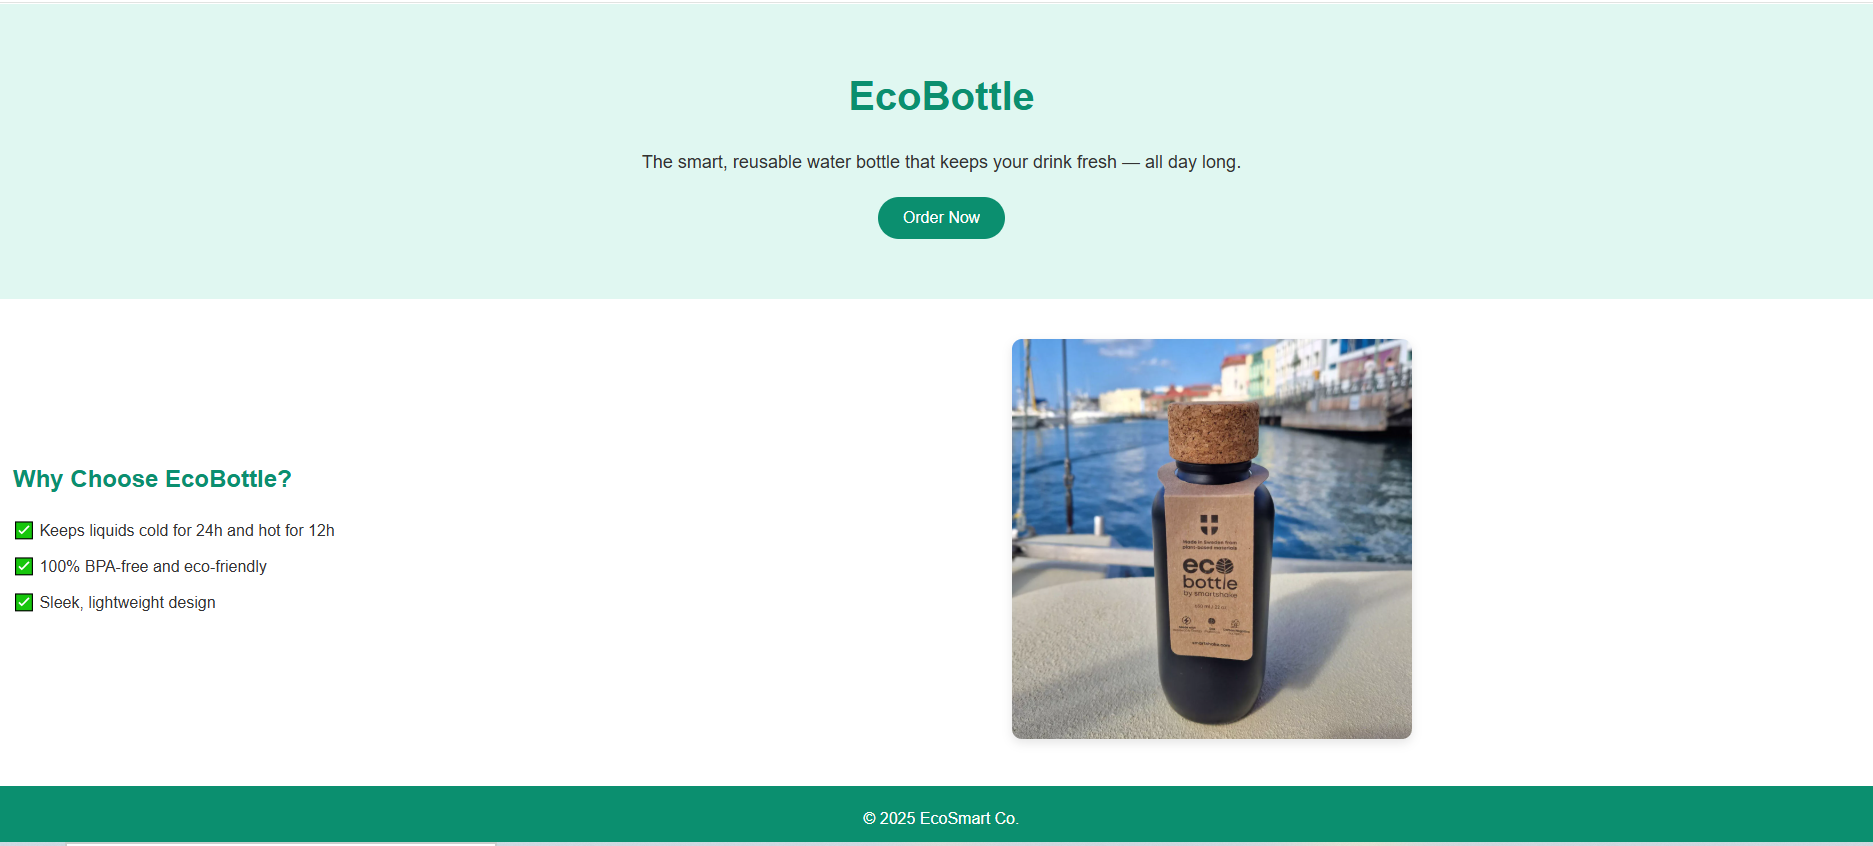 EcoBottle
The smart, reusable water bottle that keeps your drink fresh — all day long.
Order Now
Why Choose EcoBottle?
✅ Keeps liquids cold for 24h and hot for 12h
✅ 100% BPA-free and eco-friendly
✅ Sleek, lightweight design
Made in Sweden from
plant-based materials
eco
bottle
by smartshake
© 2025 EcoSmart Co.